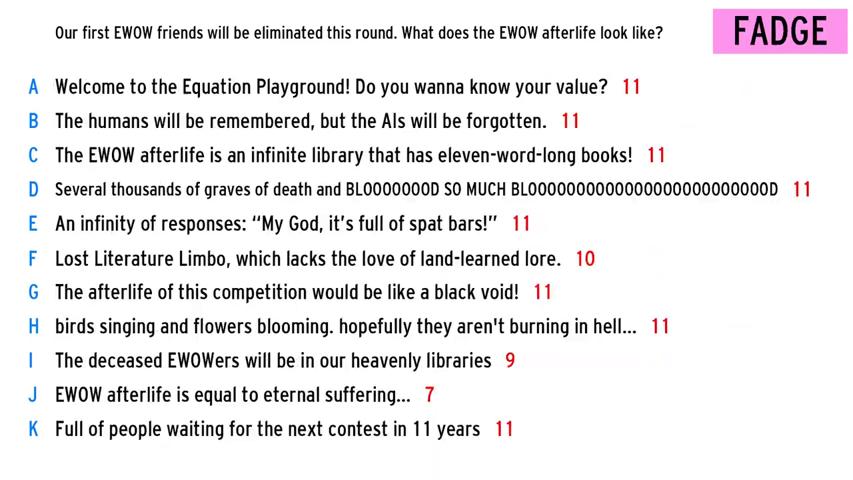 Our first EWOW friends will be eliminated this round. What does the EWOW afterlife look like?
FADGE
A Welcome to the Equation Playground! Do you wanna know your value? 11
B The humans will be remembered, but the AIs will be forgotten. 11
C The EWOW afterlife is an infinite library that has eleven-word-long books! 11
D Several thousands of graves of death and BLOOOOOOOD SO MUCH BLOOOOOOOOOOOOOOOOOOOOOOOOOOD 11
E An infinity of responses: “My God, it’s full of spat bars!” 11
F Lost Literature Limbo, which lacks the love of land-learned lore. 10
G The afterlife of this competition would be like a black void! 11
H birds singing and flowers blooming. hopefully they aren't burning in hell... 11
I The deceased EWOWers will be in our heavenly libraries 9
J EWOW afterlife is equal to eternal suffering... 7
K Full of people waiting for the next contest in 11 years 11